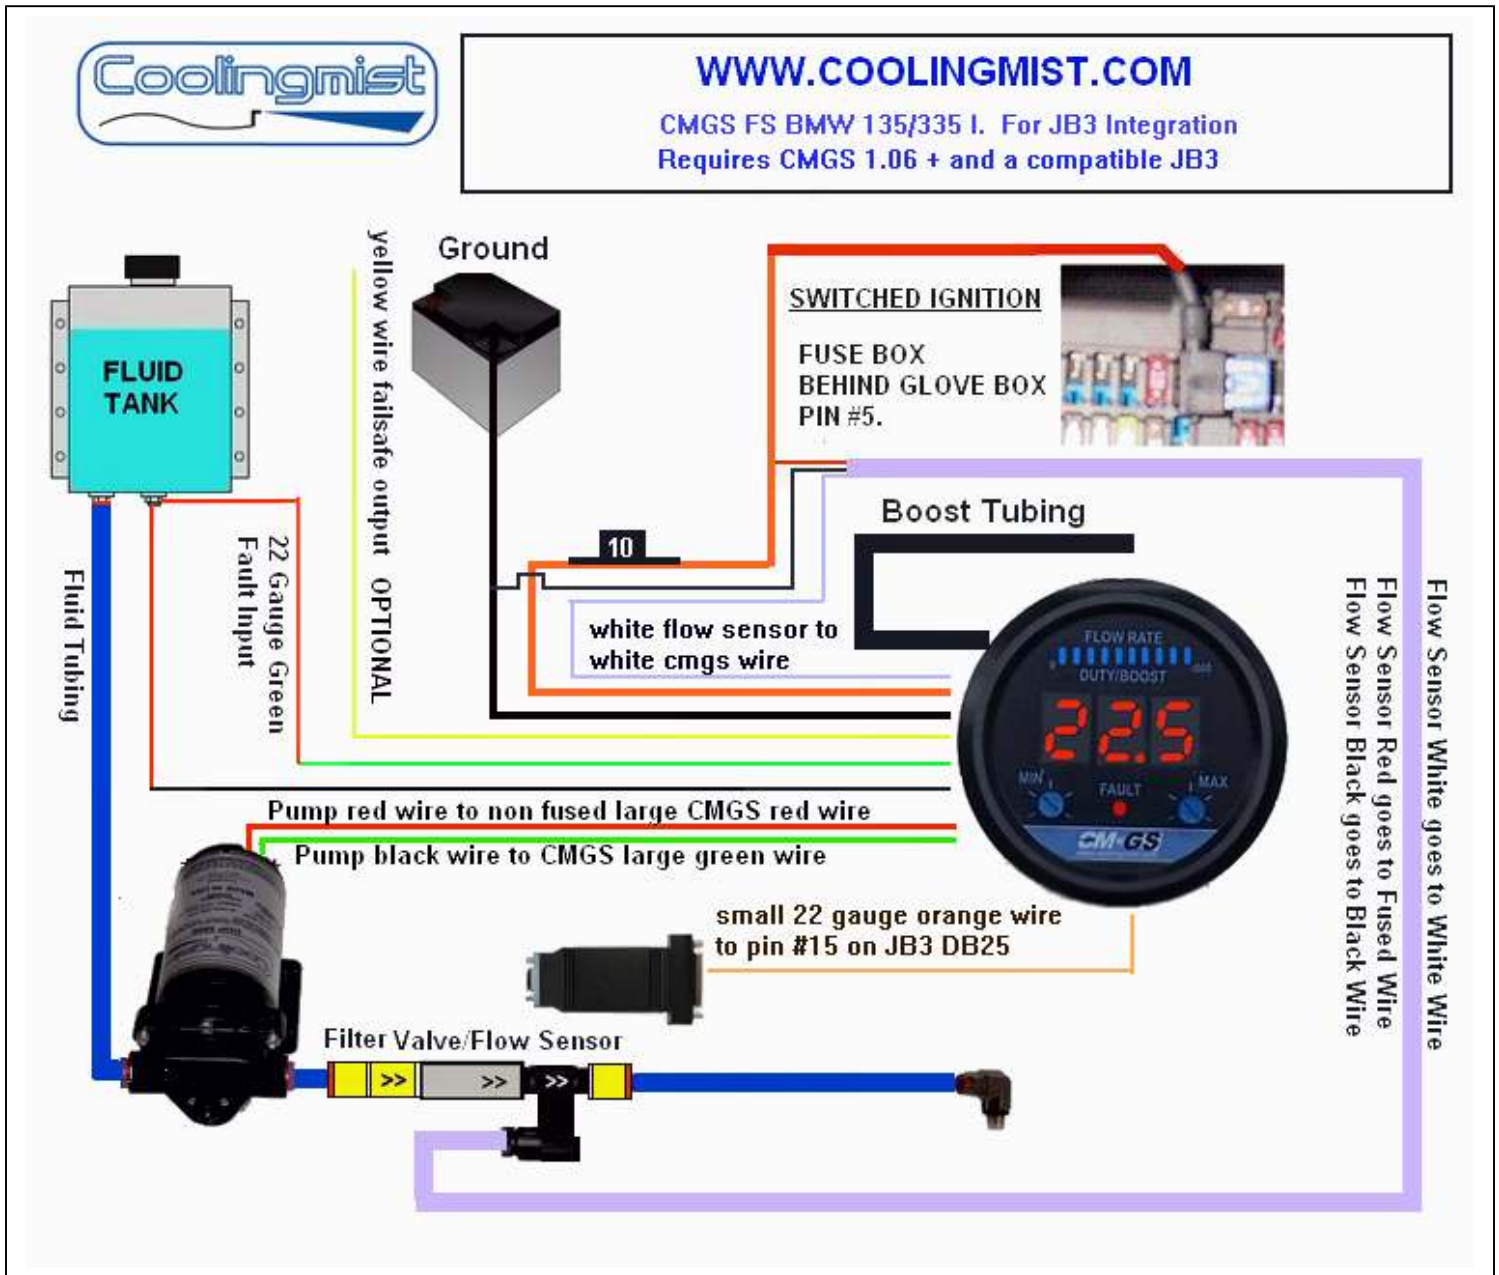 Coolingmist
WWW.COOLINGMIST.COM
CMGS FS BMW 135/335 I. For JB3 Integration
Requires CMGS 1.06 + and a compatible JB3
Ground
yellow wire failsafe output OPTIONAL
SWITCHED IGNITION
FUSE BOX
BEHIND GLOVE BOX
PIN #5.
FLUID
TANK
Boost Tubing
10
22 Gauge Green
Fault Input
Fluid Tubing
white flow sensor to
white cmgs wire
FLOW RATE
DUTY/BOOST
22.5
MIN
FAULT
MAX
CM·GS
Flow Sensor White goes to White Wire
Flow Sensor Red goes to Fused Wire
Flow Sensor Black goes to Black Wire
Pump red wire to non fused large CMGS red wire
Pump black wire to CMGS large green wire
small 22 gauge orange wire
to pin #15 on JB3 DB25
Filter Valve/Flow Sensor
>> >> >>